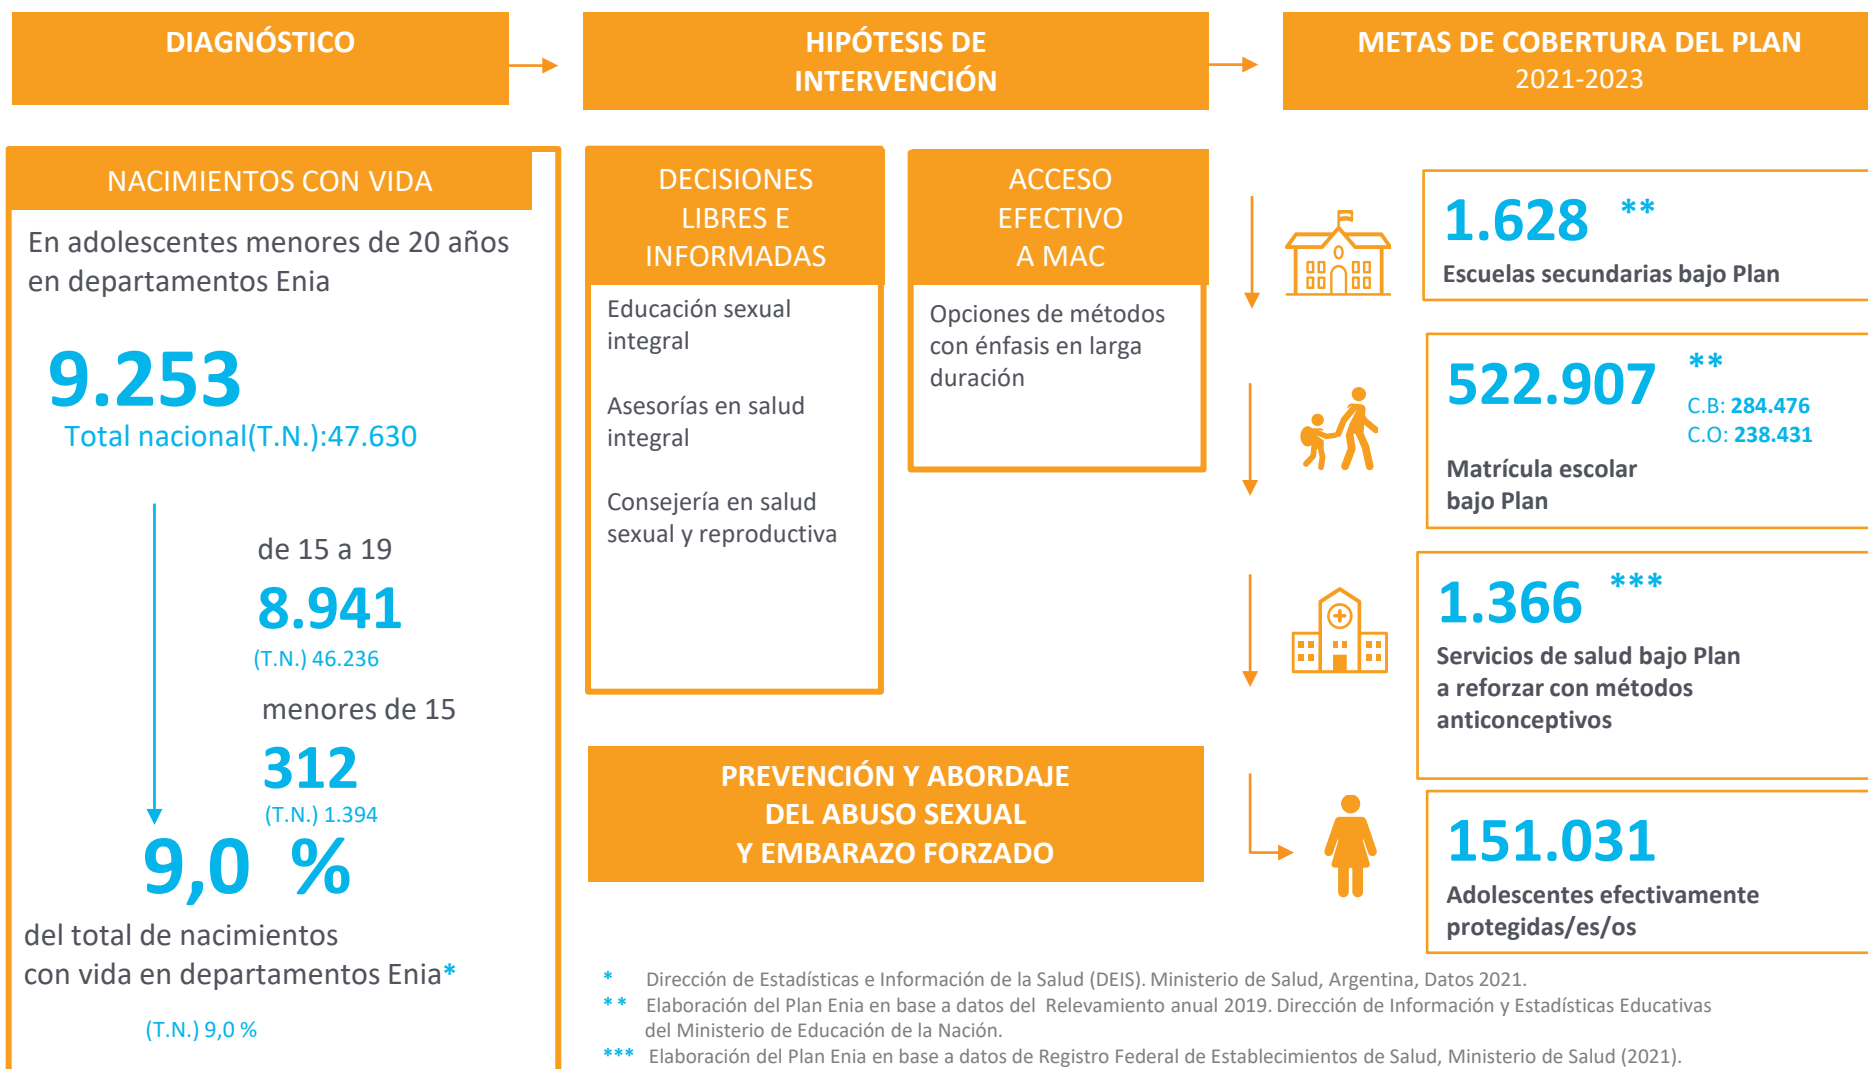 DIAGNÓSTICO
HIPÓTESIS DE
INTERVENCIÓN
METAS DE COBERTURA DEL PLAN
2021-2023
NACIMIENTOS CON VIDA
En adolescentes menores de 20 años
en departamentos Enia
9.253
Total nacional(T.N.):47.630
de 15 a 19
8.941
(T.N.) 46.236
menores de 15
312
(T.N.) 1.394
9,0 %
del total de nacimientos
con vida en departamentos Enia*
(T.N.) 9,0 %
DECISIONES
LIBRES E
INFORMADAS
Educación sexual
integral
Asesorías en salud
integral
Consejería en salud
sexual y reproductiva
ACCESO
EFECTIVO
A MAC
Opciones de métodos
con énfasis en larga
duración
PREVENCIÓN Y ABORDAJE
DEL ABUSO SEXUAL
Y EMBARAZO FORZADO
1.628 **
Escuelas secundarias bajo Plan
522.907 **
C.B: 284.476
C.O: 238.431
Matrícula escolar
bajo Plan
1.366 ***
Servicios de salud bajo Plan
a reforzar con métodos
anticonceptivos
151.031
Adolescentes efectivamente
protegidas/es/os
* Dirección de Estadísticas e Información de la Salud (DEIS). Ministerio de Salud, Argentina, Datos 2021.
** Elaboración del Plan Enia en base a datos del Relevamiento anual 2019. Dirección de Información y Estadísticas Educativas
del Ministerio de Educación de la Nación.
*** Elaboración del Plan Enia en base a datos de Registro Federal de Establecimientos de Salud, Ministerio de Salud (2021).